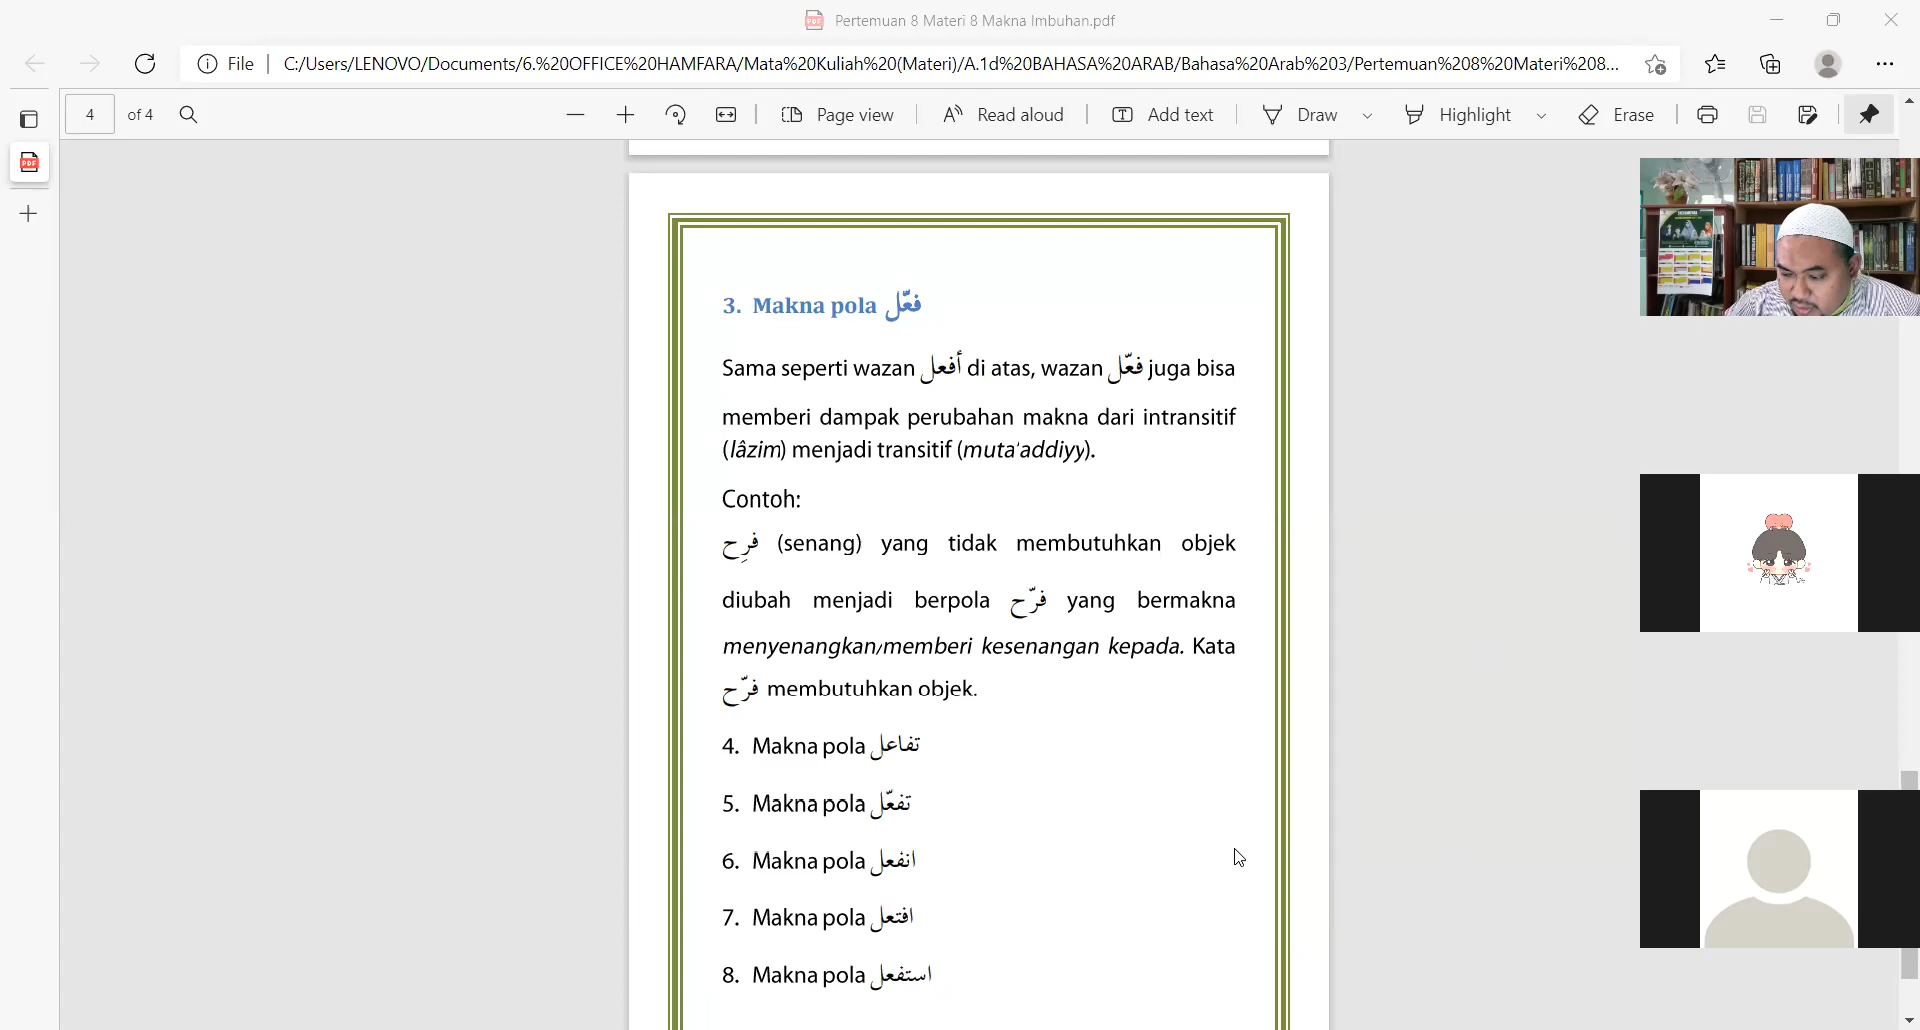 Pertemuan 8 Materi 8 Makna Imbuhan.pdf
File | C:/Users/LENOVO/Documents/6.%20OFFICE%20HAMFARA/Mata%20Kuliah%20(Materi)/A.1d%20BAHASA%20ARAB/Bahasa%20Arab%203/Pertemuan%208%20Materi%208...
4 of 4 Page view Read aloud Add text Draw Highlight Erase
3. Makna pola فعّل
Sama seperti wazan أفعل di atas, wazan فعّل juga bisa
memberi dampak perubahan makna dari intransitif
(lâzim) menjadi transitif (muta'addiyy).
Contoh:
فرِح (senang) yang tidak membutuhkan objek
diubah menjadi berpola فرّح yang bermakna
menyenangkan/memberi kesenangan kepada. Kata
فرّح membutuhkan objek.
4. Makna pola تفاعل
5. Makna pola تفعّل
6. Makna pola انفعل
7. Makna pola افتعل
8. Makna pola استفعل